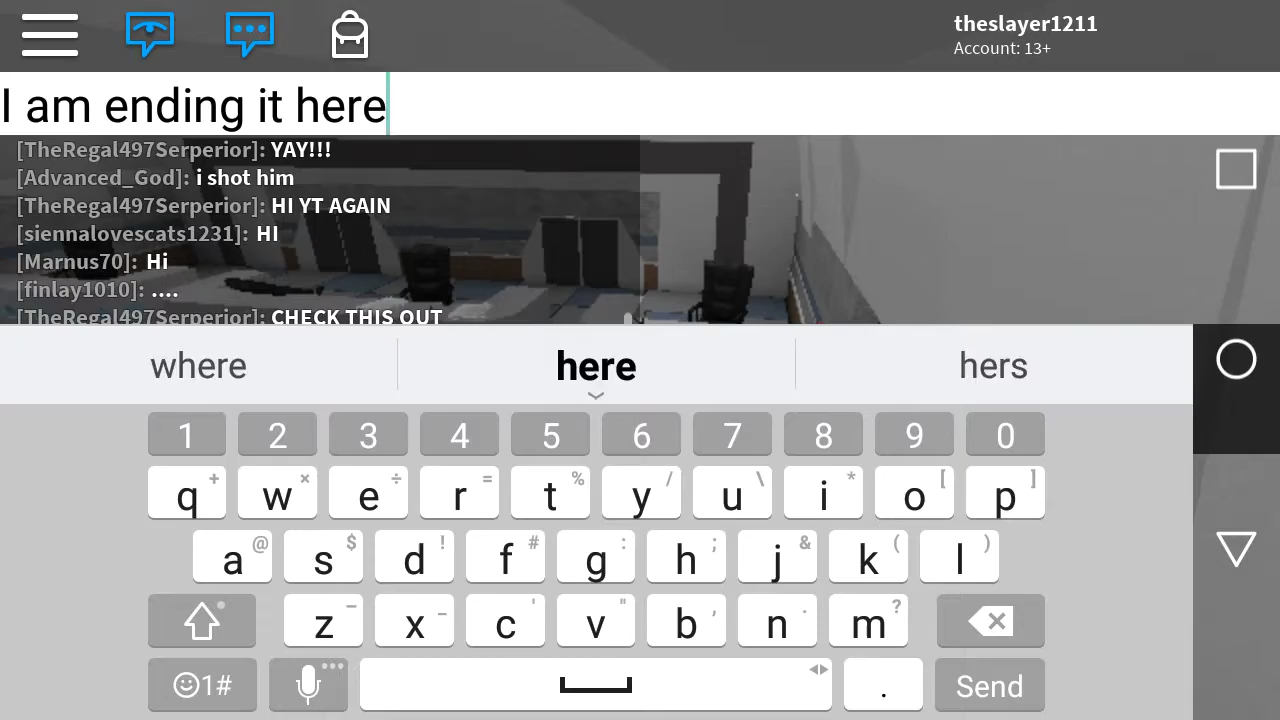 theslayer1211
Account: 13+
I am ending it here
[TheRegal497Serperior]: YAY!!!
[Advanced_God]: i shot him
[TheRegal497Serperior]: HI YT AGAIN
[siennalovescats1231]: HI
[Marnus70]: Hi
[finlay1010]: ....
[TheRegal497Serperior]: CHECK THIS OUT
where here hers
1 2 3 4 5 6 7 8 9 0
+ × ÷ = % / \ * [ ]
q w e r t y u i o p
@ $ ! # : ; & ( )
a s d f g h j k l
- _ ' " , . ?
z x c v b n m
☺1# . Send